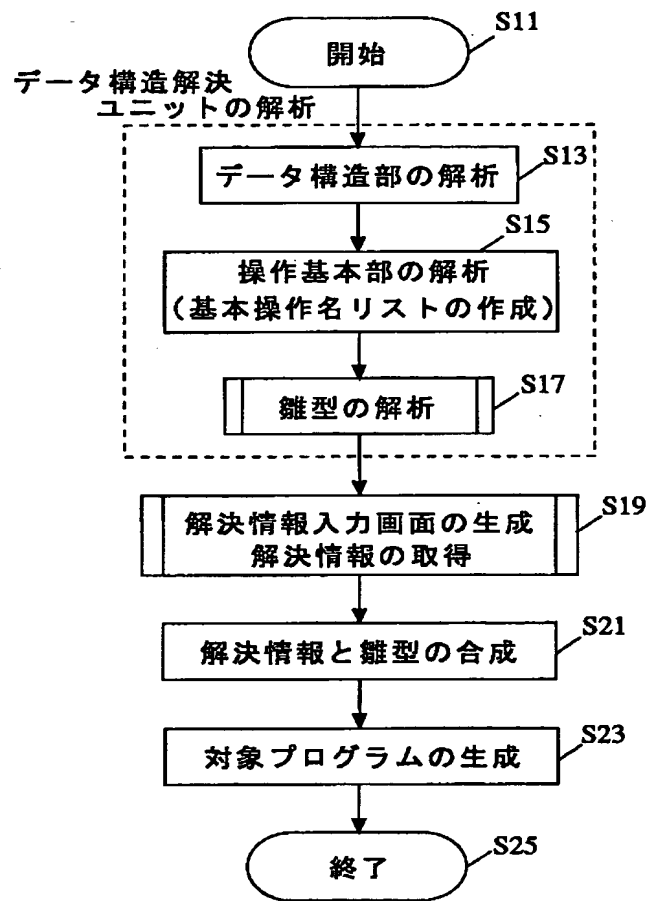 S11
開始
データ構造解決
ユニットの解析
S13
データ構造部の解析
S15
操作基本部の解析
(基本操作名リストの作成)
S17
雛型の解析
S19
解決情報入力画面の生成
解決情報の取得
S21
解決情報と雛型の合成
S23
対象プログラムの生成
S25
終了